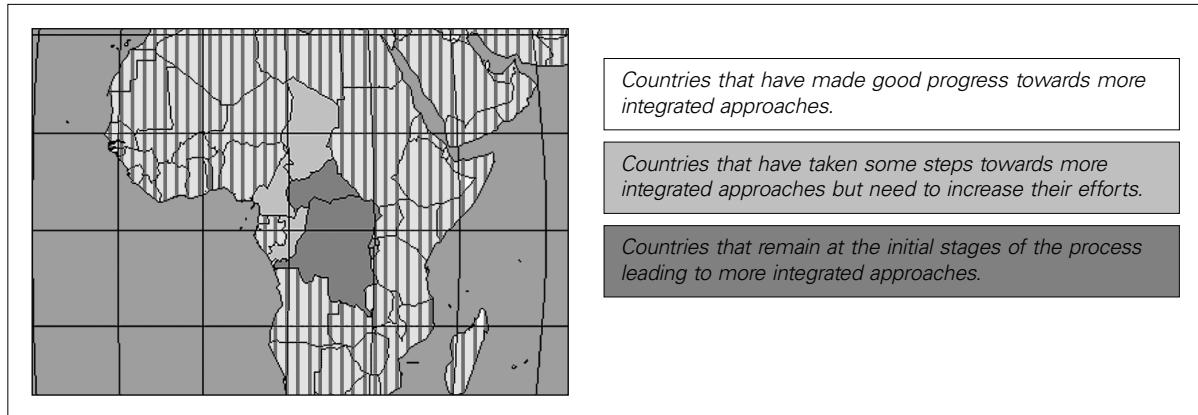 Countries that have made good progress towards more
integrated approaches.
Countries that have taken some steps towards more
integrated approaches but need to increase their efforts.
Countries that remain at the initial stages of the process
leading to more integrated approaches.